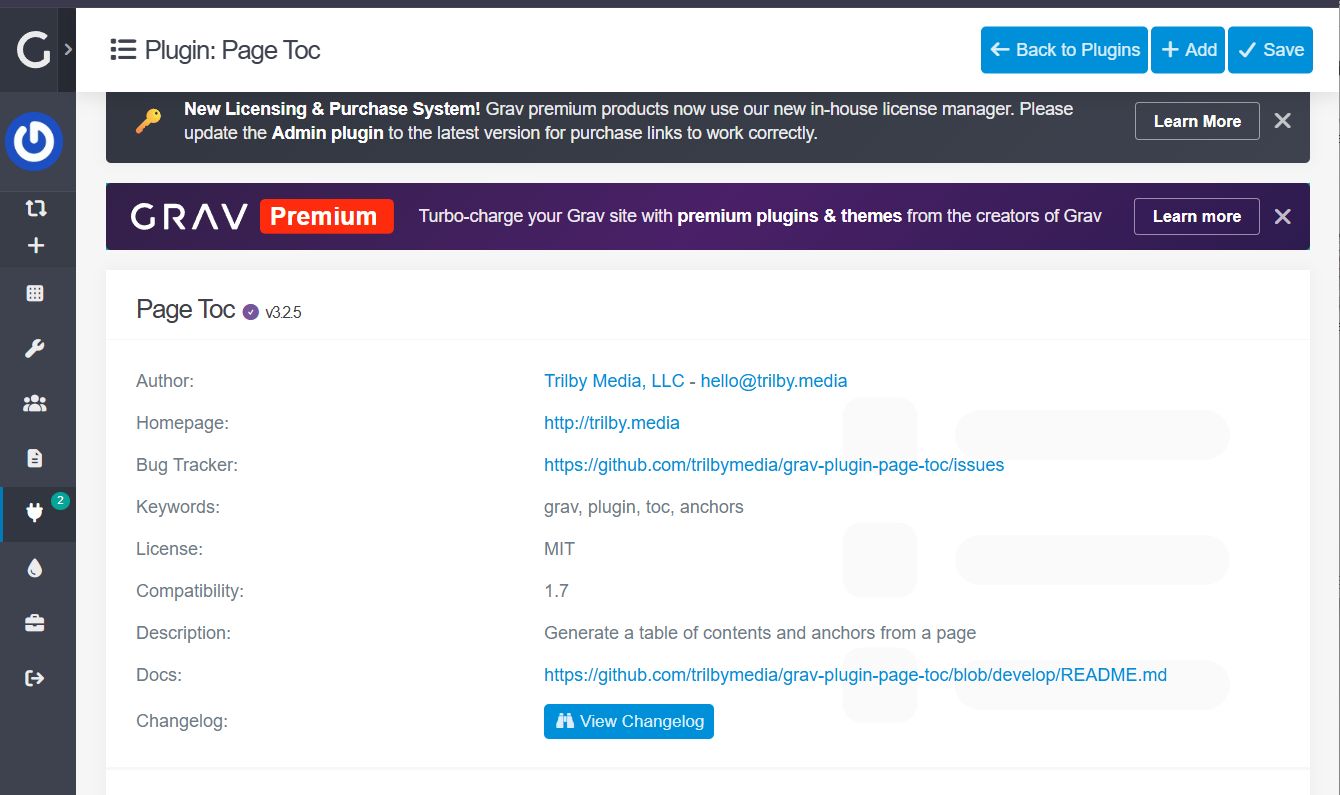 Plugin: Page Toc
Back to Plugins
Add
Save
New Licensing & Purchase System! Grav premium products now use our new in-house license manager. Please
update the Admin plugin to the latest version for purchase links to work correctly.
Learn More
GRAV Premium
Turbo-charge your Grav site with premium plugins & themes from the creators of Grav
Learn more
Page Toc v3.2.5
Author: Trilby Media, LLC - hello@trilby.media
Homepage: http://trilby.media
Bug Tracker: https://github.com/trilbymedia/grav-plugin-page-toc/issues
Keywords: grav, plugin, toc, anchors
License: MIT
2
Compatibility: 1.7
Description: Generate a table of contents and anchors from a page
Docs: https://github.com/trilbymedia/grav-plugin-page-toc/blob/develop/README.md
Changelog: View Changelog